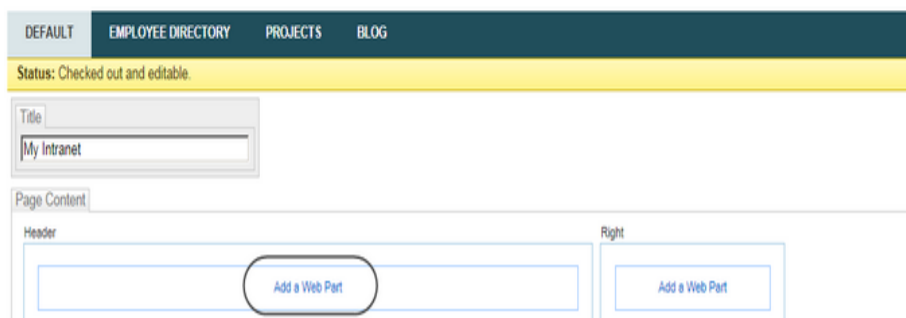 DEFAULT EMPLOYEE DIRECTORY PROJECTS BLOG
Status: Checked out and editable.
Title
My Intranet
Page Content
Header Right
Add a Web Part Add a Web Part